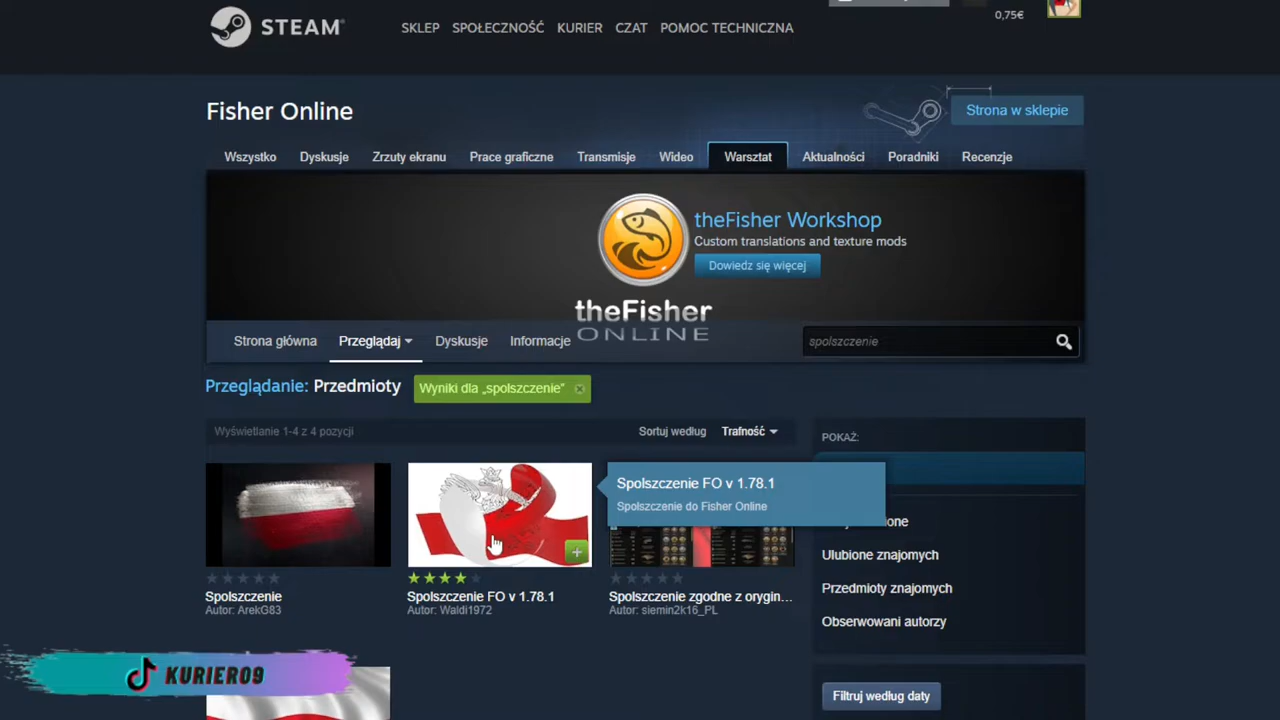 STEAM®
SKLEP SPOŁECZNOŚĆ KURIER CZAT POMOC TECHNICZNA
0,75€
Fisher Online
Strona w sklepie
Wszystko Dyskusje Zrzuty ekranu Prace graficzne Transmisje Wideo Warsztat Aktualności Poradniki Recenzje
theFisher Workshop
Custom translations and texture mods
Dowiedz się więcej
theFisher
ONLINE
Strona główna Przeglądaj Dyskusje Informacje
spolszczenie
Przeglądanie: Przedmioty Wyniki dla „spolszczenie”
Wyświetlanie 1-4 z 4 pozycji
Sortuj według Trafność
POKAŻ:
Spolszczenie FO v 1.78.1
Spolszczenie do Fisher Online
Ulubione znajomych
Przedmioty znajomych
Obserwowani autorzy
Spolszczenie
Autor: ArekG83
Spolszczenie FO v 1.78.1
Autor: Waldi1972
Spolszczenie zgodne z orygin...
Autor: siemin2k16_PL
KURIER09
Filtruj według daty